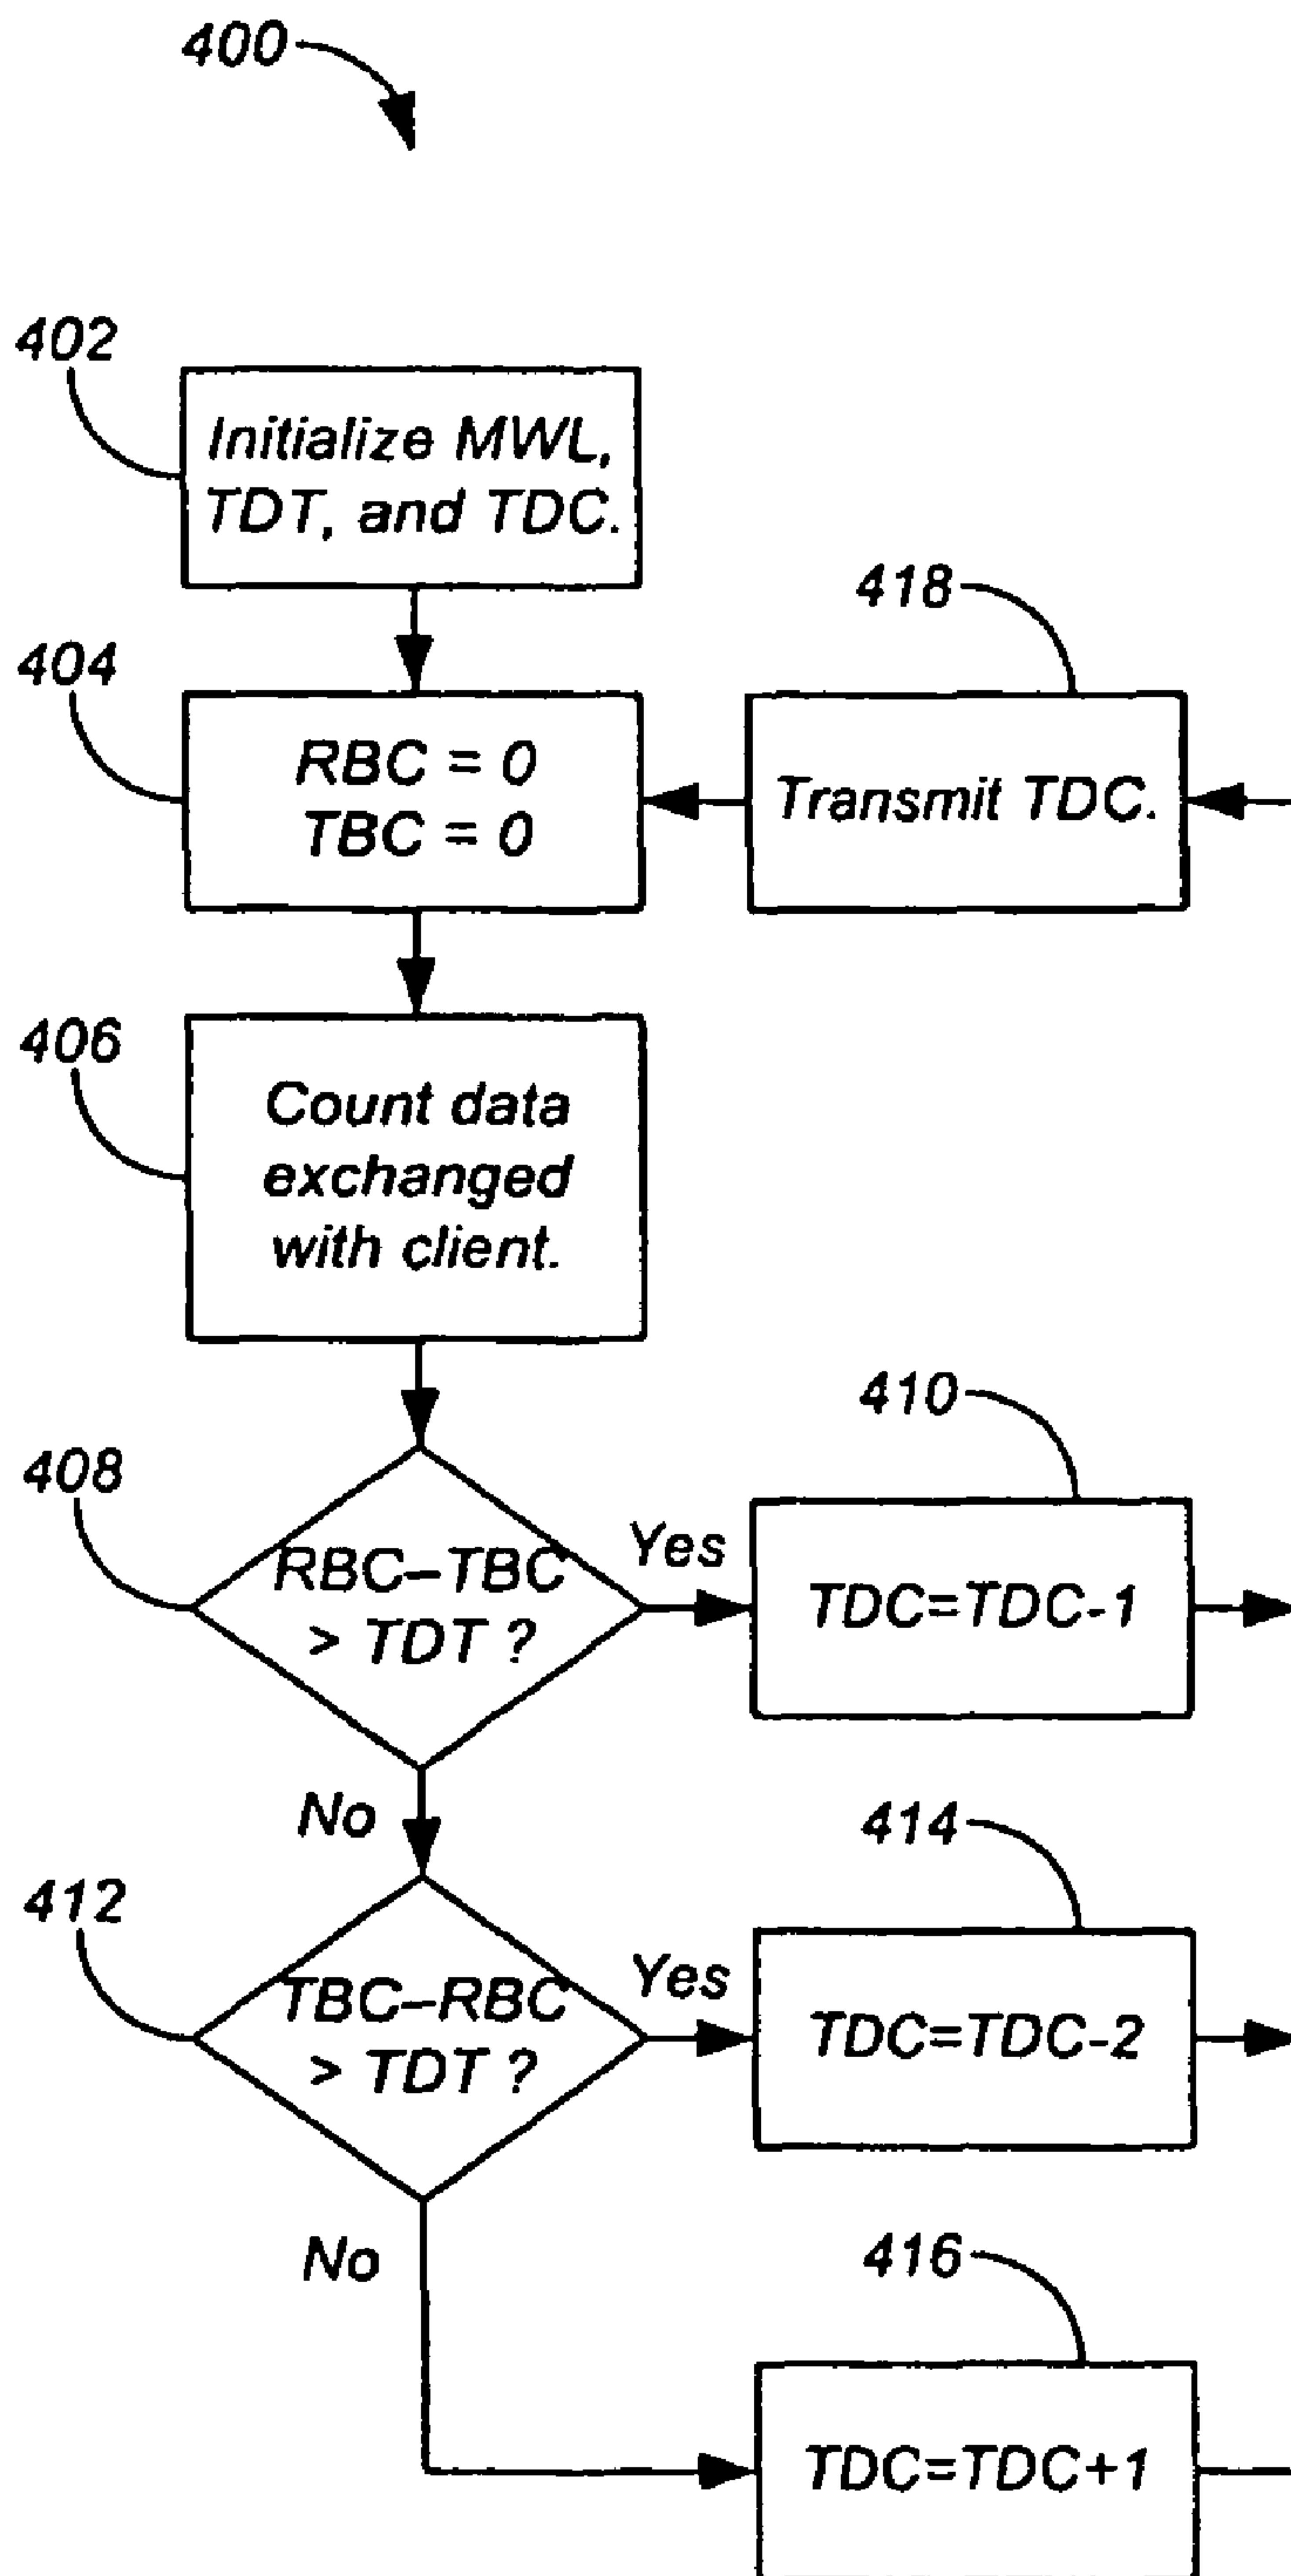 400
402
Initialize MWL,
TDT, and TDC.
418
404
RBC = 0
TBC = 0
Transmit TDC.
406
Count data
exchanged
with client.
410
408
RBC–TBC
> TDT ?
Yes
TDC=TDC-1
No
414
412
TBC–RBC
> TDT ?
Yes
TDC=TDC-2
No
416
TDC=TDC+1